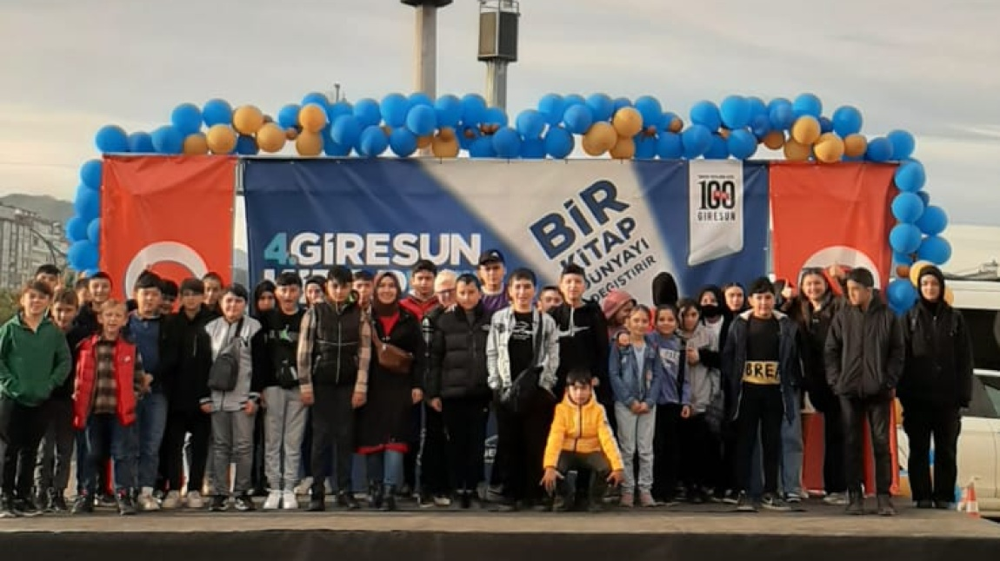 4.GİRESUN
BİR
KİTAP
DÜNYAYI
DEĞİŞTİRİR
100
GİRESUN
BREA